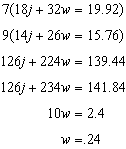 7(18j + 32w = 19.92)
9(14j + 26w = 15.76)
126j + 224w = 139.44
126j + 234w = 141.84
10w = 2.4
w = .24